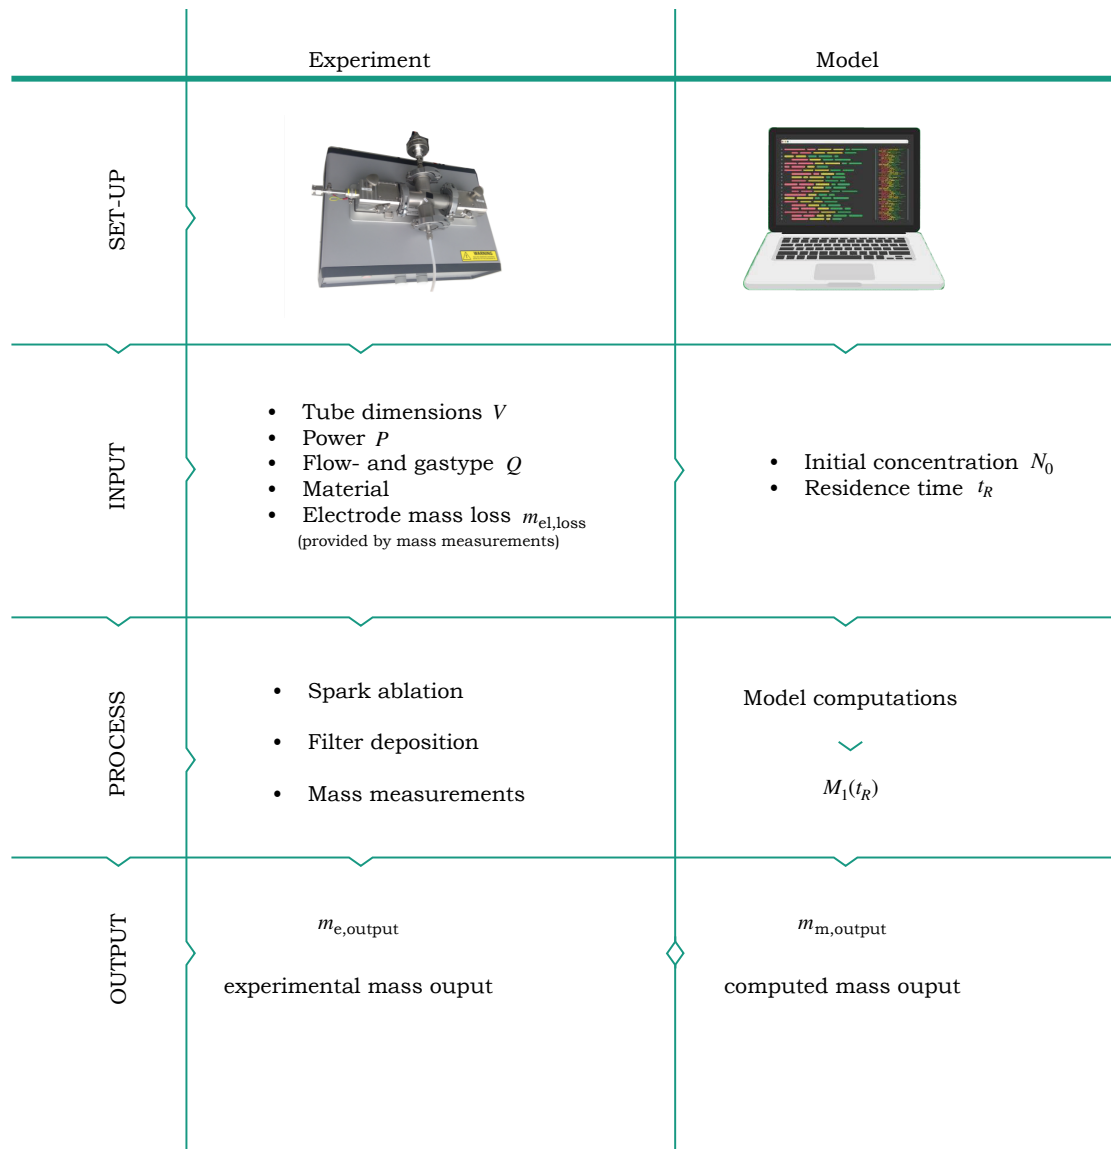 Experiment
Model
SET-UP
WARNING
INPUT
• Tube dimensions V
• Power P
• Flow- and gastype Q
• Material
• Electrode mass loss m_el,loss
(provided by mass measurements)
• Initial concentration N_0
• Residence time t_R
PROCESS
• Spark ablation
• Filter deposition
• Mass measurements
Model computations
M_1(t_R)
OUTPUT
m_e,output
experimental mass ouput
m_m,output
computed mass ouput